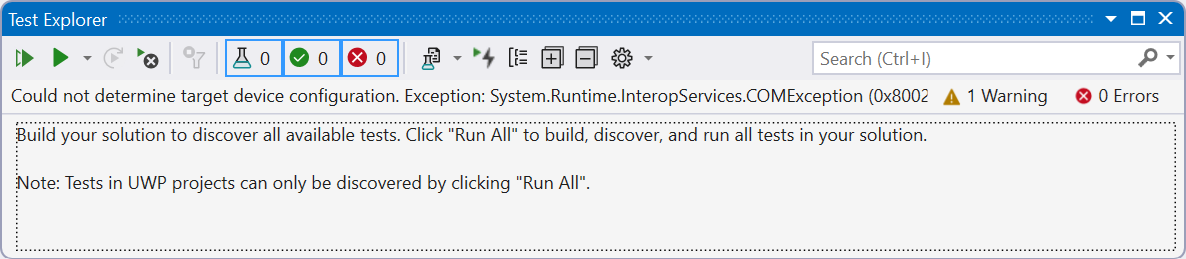 Test Explorer
0 0 0 Search (Ctrl+I)
Could not determine target device configuration. Exception: System.Runtime.InteropServices.COMException (0x8002 1 Warning 0 Errors
Build your solution to discover all available tests. Click "Run All" to build, discover, and run all tests in your solution.
Note: Tests in UWP projects can only be discovered by clicking "Run All".